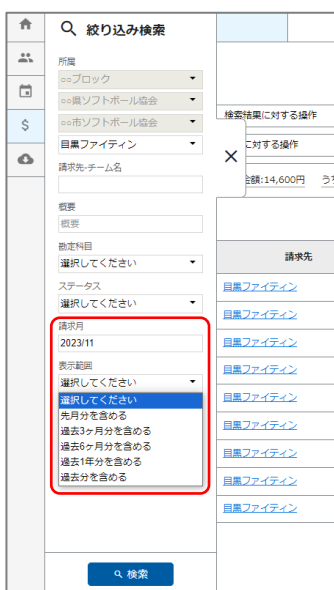 絞り込み検索
所属
○○ブロック
○○県ソフトボール協会
○○市ソフトボール協会
目黒ファイティン
請求先-チーム名
概要
概要
勘定科目
選択してください
ステータス
選択してください
請求月
2023/11
表示範囲
選択してください
選択してください
先月分を含める
過去3ヶ月分を含める
過去6ヶ月分を含める
過去1年分を含める
過去分を含める
検索
検索結果に対する操作
に対する操作
金額:14,600円 う
請求先
目黒ファイティン
目黒ファイティン
目黒ファイティン
目黒ファイティン
目黒ファイティン
目黒ファイティン
目黒ファイティン
目黒ファイティン
目黒ファイティン